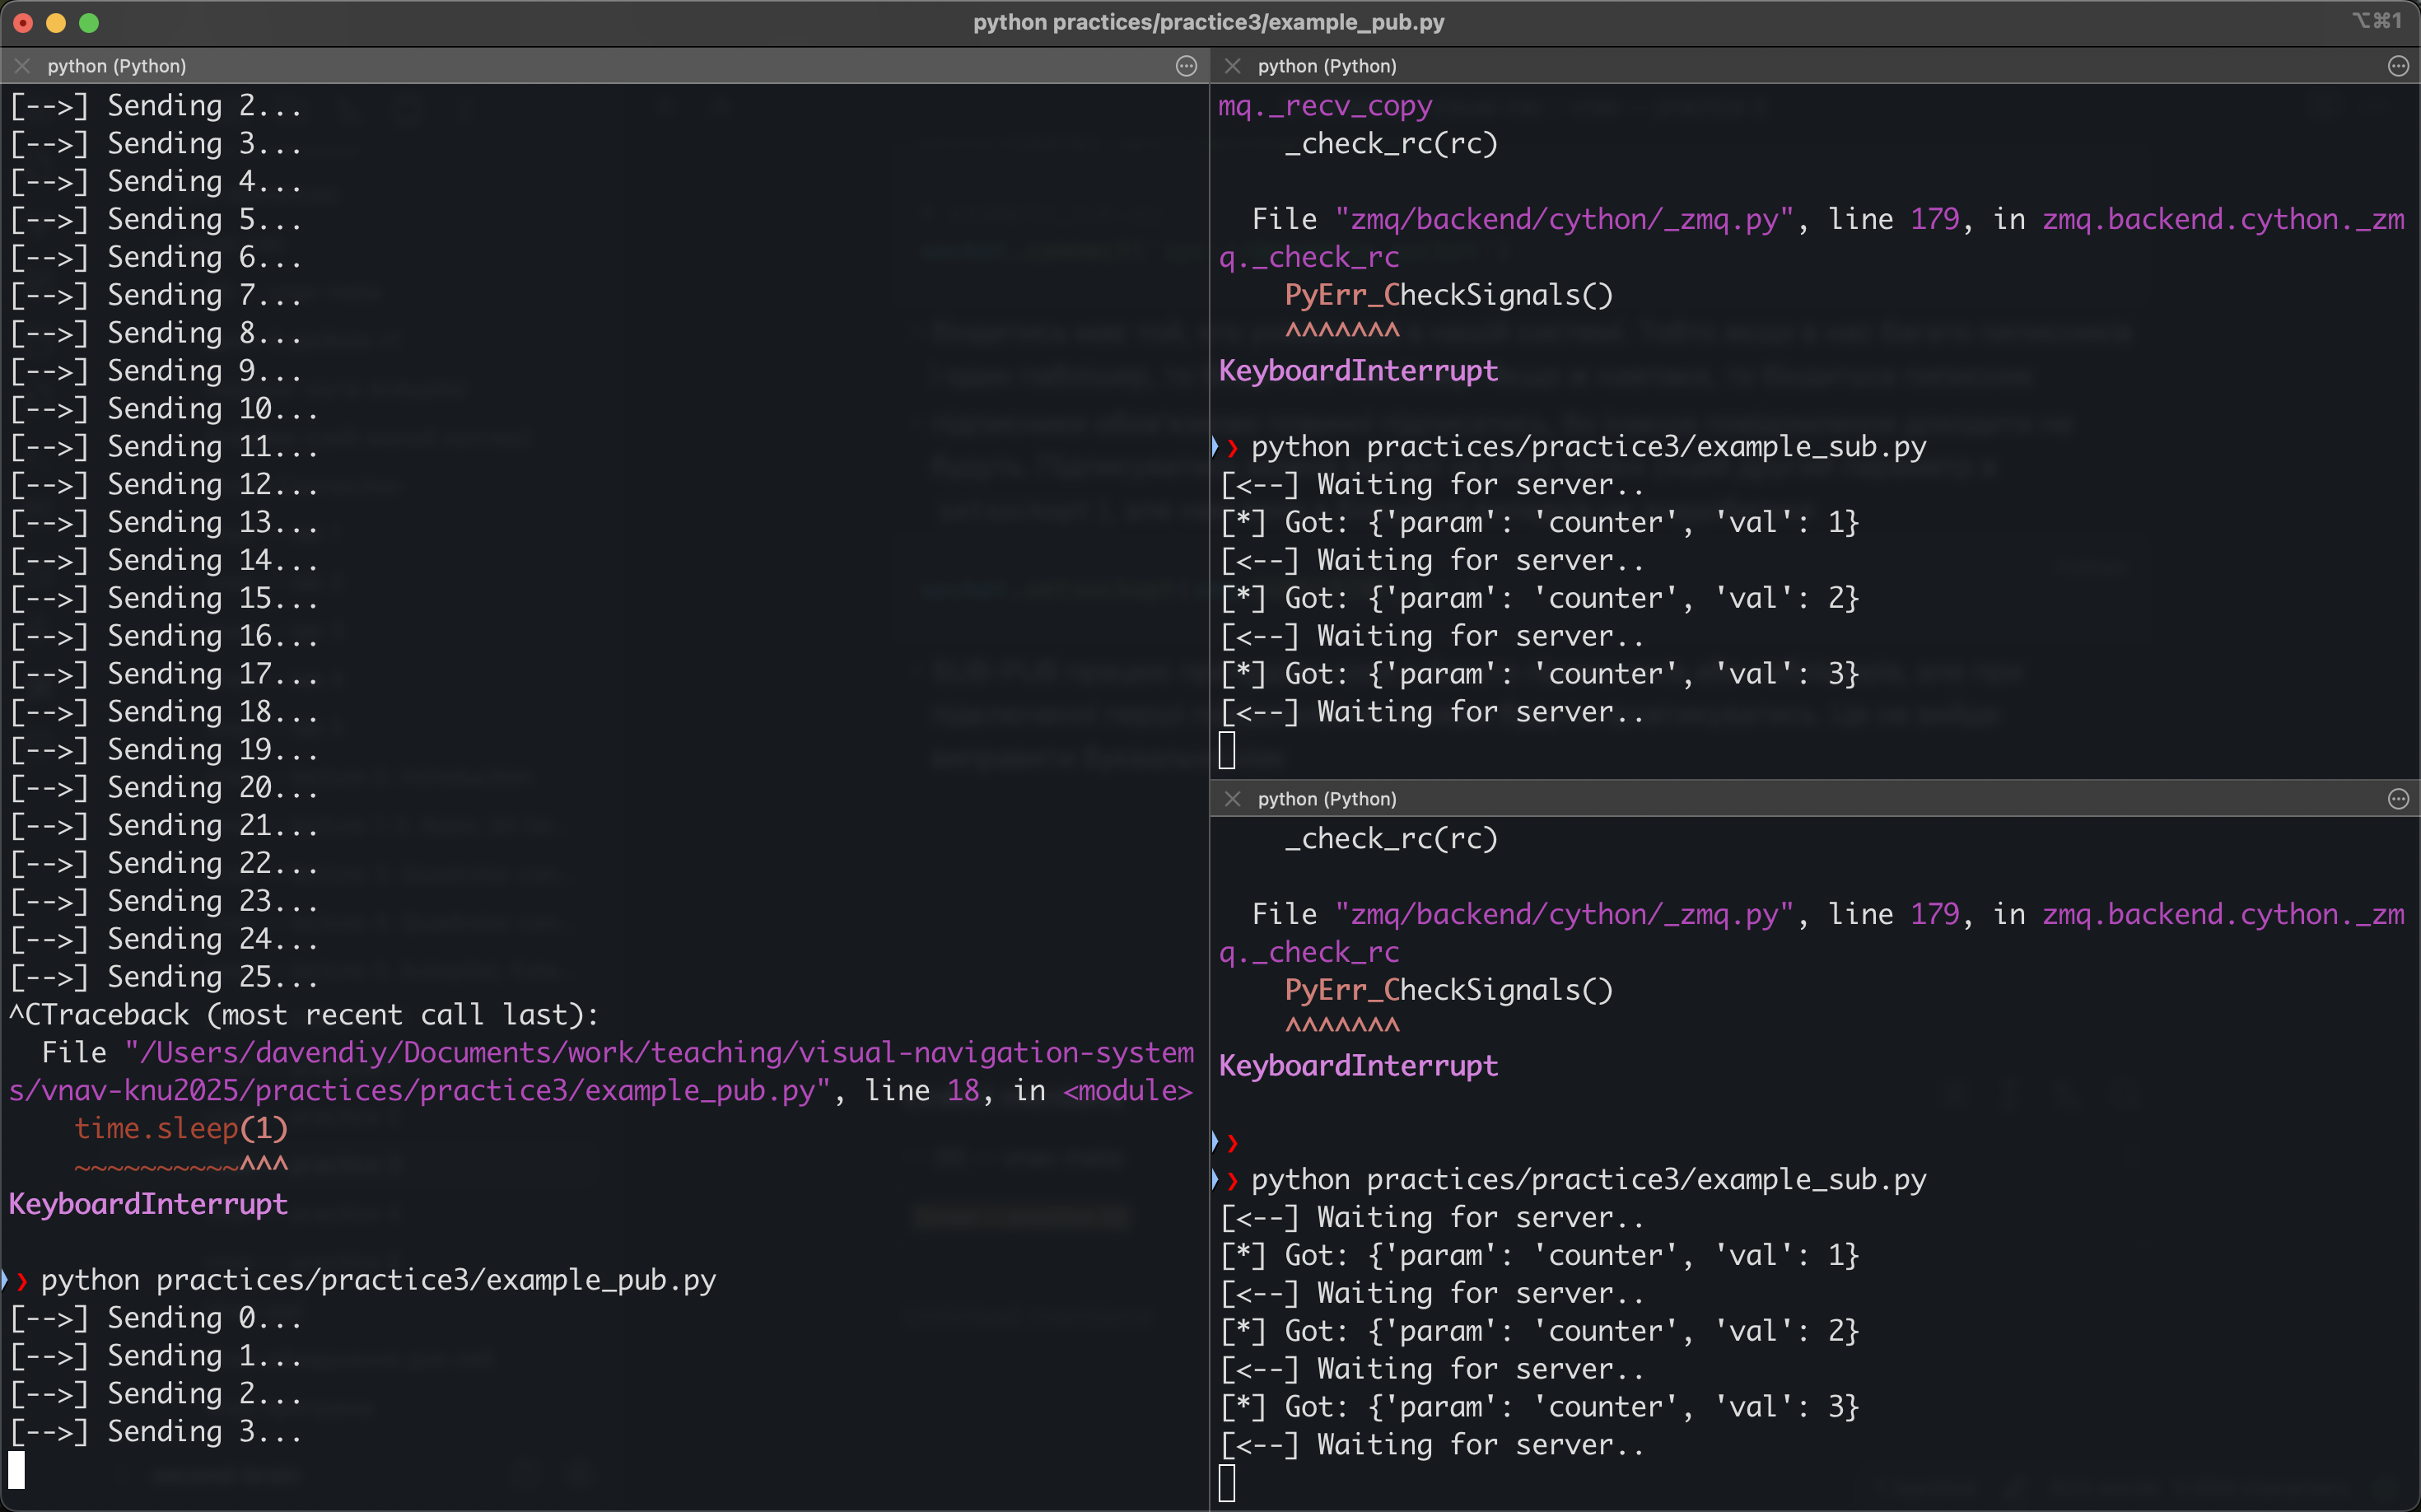 python practices/practice3/example_pub.py
⌥⌘1
python (Python)
[-->] Sending 2...
[-->] Sending 3...
[-->] Sending 4...
[-->] Sending 5...
[-->] Sending 6...
[-->] Sending 7...
[-->] Sending 8...
[-->] Sending 9...
[-->] Sending 10...
[-->] Sending 11...
[-->] Sending 12...
[-->] Sending 13...
[-->] Sending 14...
[-->] Sending 15...
[-->] Sending 16...
[-->] Sending 17...
[-->] Sending 18...
[-->] Sending 19...
[-->] Sending 20...
[-->] Sending 21...
[-->] Sending 22...
[-->] Sending 23...
[-->] Sending 24...
[-->] Sending 25...
^CTraceback (most recent call last):
  File "/Users/davendiy/Documents/work/teaching/visual-navigation-system
s/vnav-knu2025/practices/practice3/example_pub.py", line 18, in <module>
    time.sleep(1)
    ~~~~~~~~~~^^^
KeyboardInterrupt
❯ python practices/practice3/example_pub.py
[-->] Sending 0...
[-->] Sending 1...
[-->] Sending 2...
[-->] Sending 3...
python (Python)
mq._recv_copy
    _check_rc(rc)
  File "zmq/backend/cython/_zmq.py", line 179, in zmq.backend.cython._zm
q._check_rc
    PyErr_CheckSignals()
    ^^^^^^^
KeyboardInterrupt
❯ python practices/practice3/example_sub.py
[<--] Waiting for server..
[*] Got: {'param': 'counter', 'val': 1}
[<--] Waiting for server..
[*] Got: {'param': 'counter', 'val': 2}
[<--] Waiting for server..
[*] Got: {'param': 'counter', 'val': 3}
[<--] Waiting for server..
python (Python)
    _check_rc(rc)
  File "zmq/backend/cython/_zmq.py", line 179, in zmq.backend.cython._zm
q._check_rc
    PyErr_CheckSignals()
    ^^^^^^^
KeyboardInterrupt
❯
❯ python practices/practice3/example_sub.py
[<--] Waiting for server..
[*] Got: {'param': 'counter', 'val': 1}
[<--] Waiting for server..
[*] Got: {'param': 'counter', 'val': 2}
[<--] Waiting for server..
[*] Got: {'param': 'counter', 'val': 3}
[<--] Waiting for server..